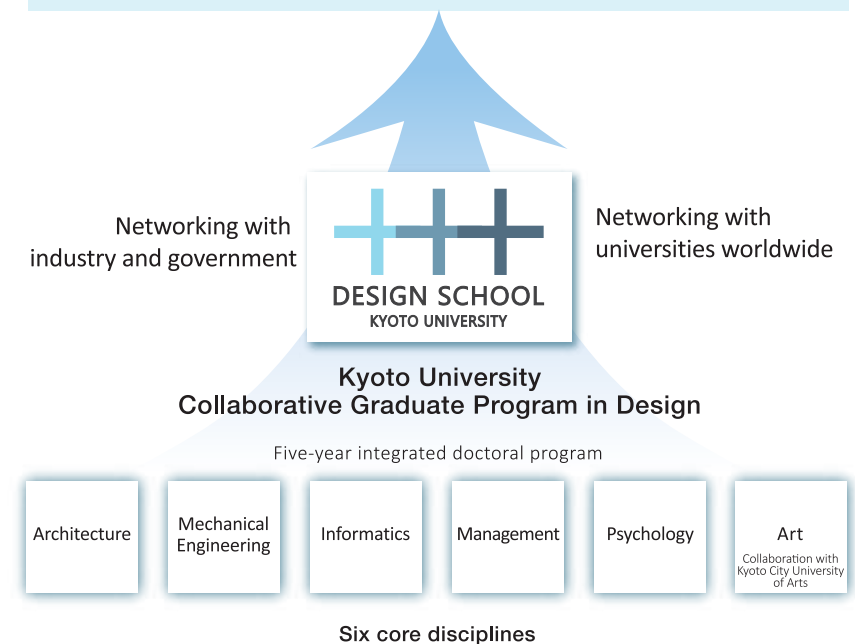 Networking with
industry and government
DESIGN SCHOOL
KYOTO UNIVERSITY
Networking with
universities worldwide
Kyoto University
Collaborative Graduate Program in Design
Five-year integrated doctoral program
Architecture
Mechanical
Engineering
Informatics
Management
Psychology
Art
Collaboration with
Kyoto City University
of Arts
Six core disciplines